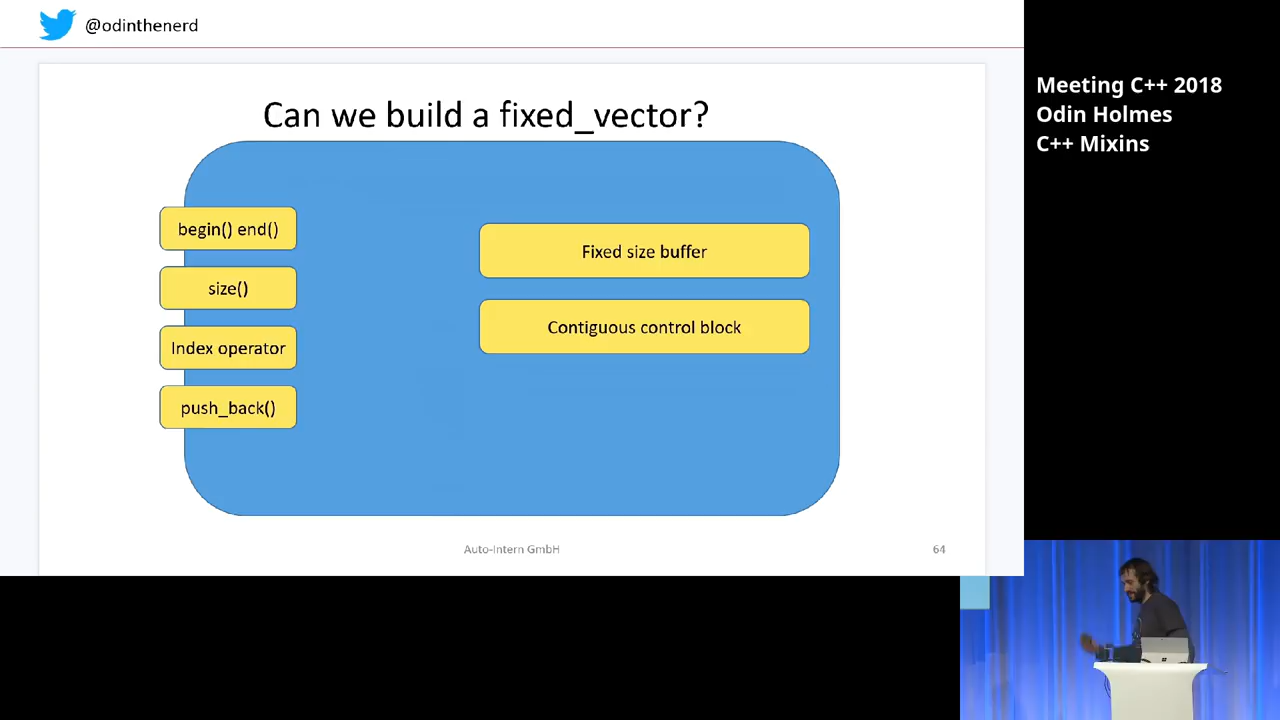 @odinthenerd
Can we build a fixed_vector?
begin() end()
size()
Index operator
push_back()
Fixed size buffer
Contiguous control block
Auto-Intern GmbH
64
Meeting C++ 2018
Odin Holmes
C++ Mixins